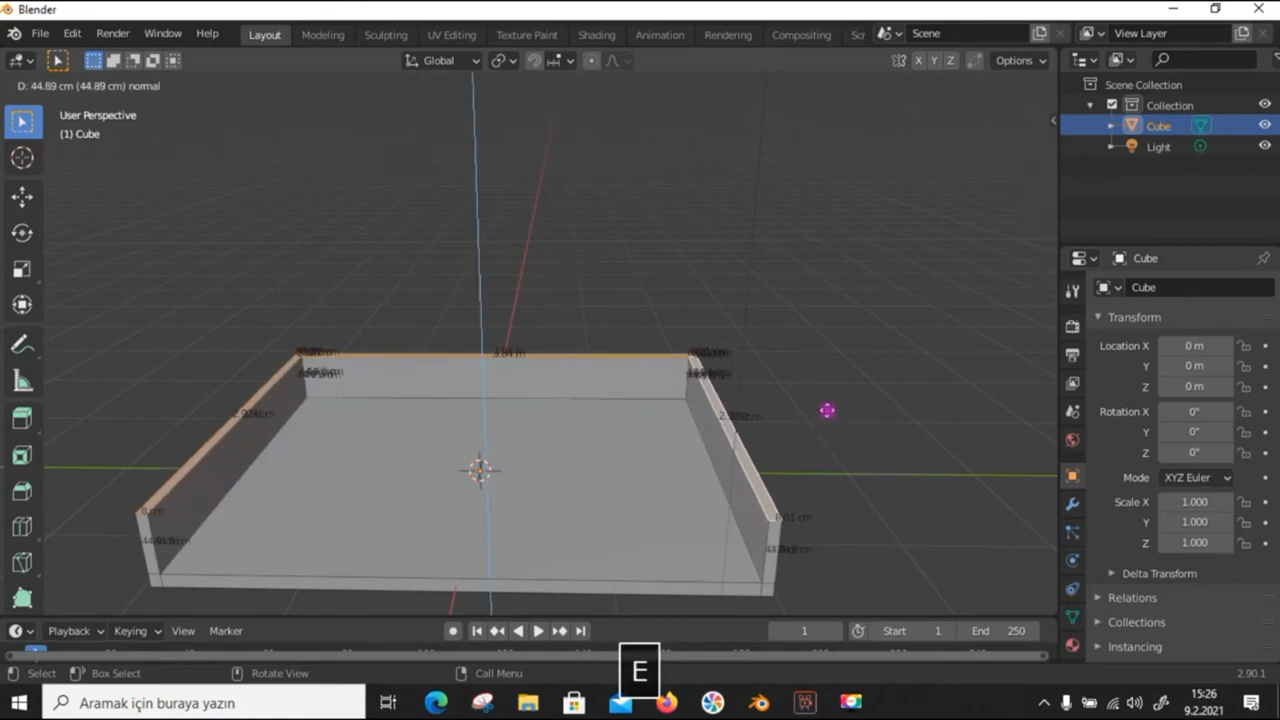 Blender
File Edit Render Window Help Layout Modeling Sculpting UV Editing Texture Paint Shading Animation Rendering Compositing Scr Scene View Layer
Global X Y Z Options
D: 44.89 cm (44.89 cm) normal
User Perspective
(1) Cube
Scene Collection
Collection
Cube
Light
Cube
Cube
Transform
Location X 0 m
Y 0 m
Z 0 m
Rotation X 0°
Y 0°
Z 0°
Mode XYZ Euler
Scale X 1.000
Y 1.000
Z 1.000
Delta Transform
Relations
Collections
Instancing
Playback Keying View Marker 1 Start 1 End 250
Select Box Select Rotate View Call Menu 2.90.1
E
Aramak için buraya yazın
15:26
9.2.2021